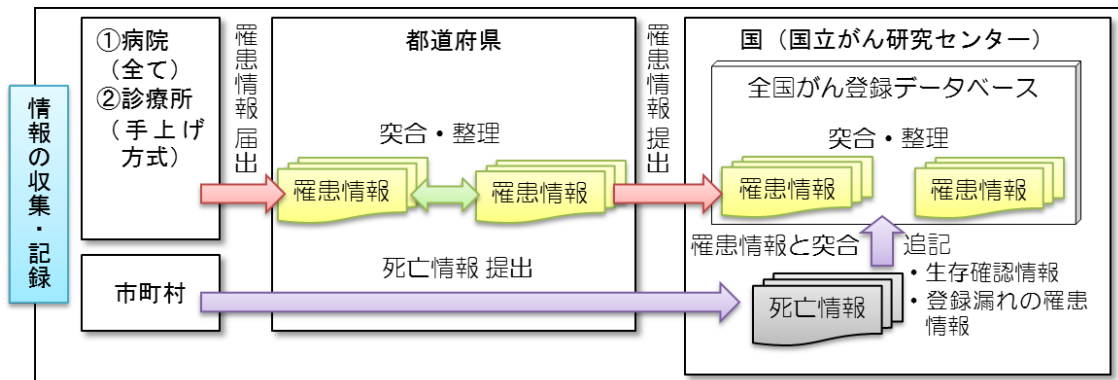 情報の収集・記録
①病院
(全て)
②診療所
(手上げ
方式)
市町村
罹患情報 届出
都道府県
突合・整理
罹患情報
罹患情報
死亡情報 提出
罹患情報 提出
国（国立がん研究センター）
全国がん登録データベース
突合・整理
罹患情報
罹患情報
罹患情報と突合
追記
・生存確認情報
・登録漏れの罹患
情報
死亡情報